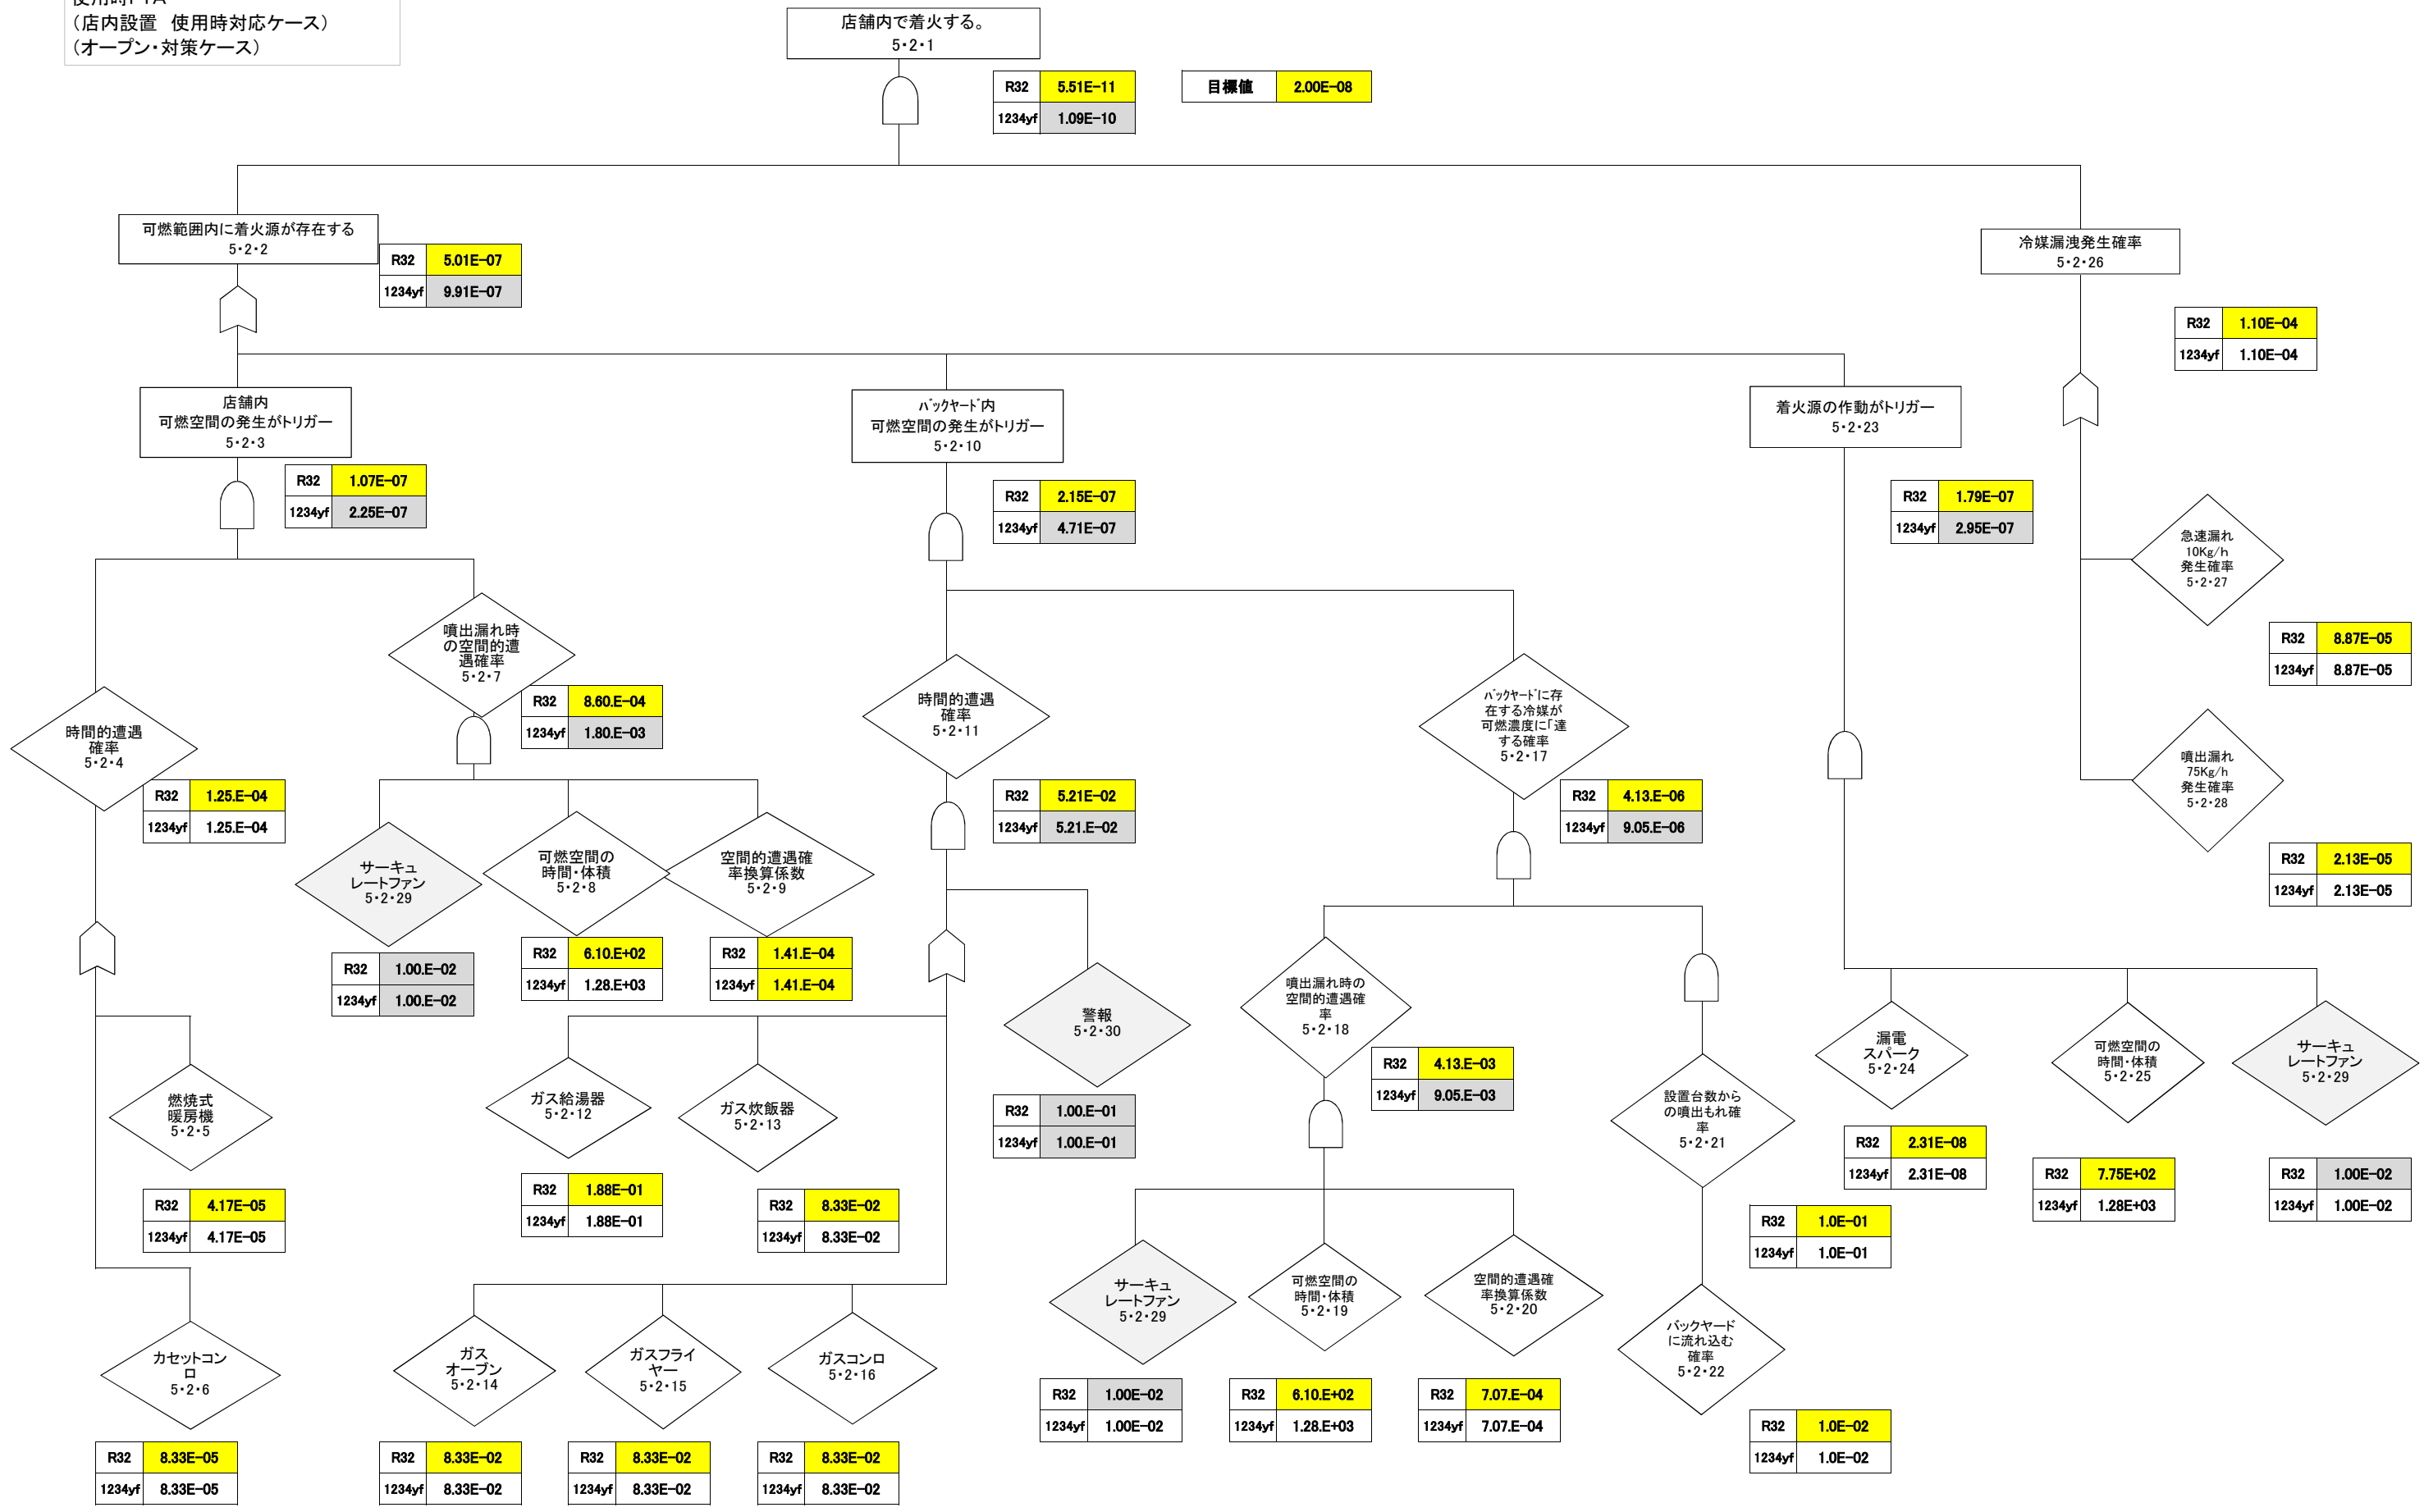 使用時FTA
(店内設置 使用時対応ケース)
(オープン・対策ケース)
店舗内で着火する。
5・2・1
R32 5.51E-11
1234yf 1.09E-10
目標値 2.00E-08
可燃範囲内に着火源が存在する
5・2・2
R32 5.01E-07
1234yf 9.91E-07
冷媒漏洩発生確率
5・2・26
R32 1.10E-04
1234yf 1.10E-04
店舗内
可燃空間の発生がトリガー
5・2・3
R32 1.07E-07
1234yf 2.25E-07
バックヤード内
可燃空間の発生がトリガー
5・2・10
R32 2.15E-07
1234yf 4.71E-07
着火源の作動がトリガー
5・2・23
R32 1.79E-07
1234yf 2.95E-07
急速漏れ
10Kg/h
発生確率
5・2・27
R32 8.87E-05
1234yf 8.87E-05
噴出漏れ
75Kg/h
発生確率
5・2・28
R32 2.13E-05
1234yf 2.13E-05
時間的遭遇
確率
5・2・4
R32 1.25.E-04
1234yf 1.25.E-04
噴出漏れ時
の空間的遭
遇確率
5・2・7
R32 8.60.E-04
1234yf 1.80.E-03
時間的遭遇
確率
5・2・11
R32 5.21.E-02
1234yf 5.21.E-02
バックヤードに存
在する冷媒が
可燃濃度に「達
する確率
5・2・17
R32 4.13.E-06
1234yf 9.05.E-06
サーキュ
レートファン
5・2・29
R32 1.00.E-02
1234yf 1.00.E-02
可燃空間の
時間・体積
5・2・8
R32 6.10.E+02
1234yf 1.28.E+03
空間的遭遇確
率換算係数
5・2・9
R32 1.41.E-04
1234yf 1.41.E-04
燃焼式
暖房機
5・2・5
R32 4.17E-05
1234yf 4.17E-05
カセットコン
ロ
5・2・6
R32 8.33E-05
1234yf 8.33E-05
ガス給湯器
5・2・12
R32 1.88E-01
1234yf 1.88E-01
ガス炊飯器
5・2・13
R32 8.33E-02
1234yf 8.33E-02
ガス
オーブン
5・2・14
R32 8.33E-02
1234yf 8.33E-02
ガスフライ
ヤー
5・2・15
R32 8.33E-02
1234yf 8.33E-02
ガスコンロ
5・2・16
R32 8.33E-02
1234yf 8.33E-02
警報
5・2・30
R32 1.00.E-01
1234yf 1.00.E-01
噴出漏れ時の
空間的遭遇確
率
5・2・18
R32 4.13.E-03
1234yf 9.05.E-03
サーキュ
レートファン
5・2・29
R32 1.00E-02
1234yf 1.00E-02
可燃空間の
時間・体積
5・2・19
R32 6.10.E+02
1234yf 1.28.E+03
空間的遭遇確
率換算係数
5・2・20
R32 7.07.E-04
1234yf 7.07.E-04
設置台数から
の噴出もれ確
率
5・2・21
R32 1.0E-01
1234yf 1.0E-01
バックヤード
に流れ込む
確率
5・2・22
R32 1.0E-02
1234yf 1.0E-02
漏電
スパーク
5・2・24
R32 2.31E-08
1234yf 2.31E-08
可燃空間の
時間・体積
5・2・25
R32 7.75E+02
1234yf 1.28E+03
サーキュ
レートファン
5・2・29
R32 1.00E-02
1234yf 1.00E-02